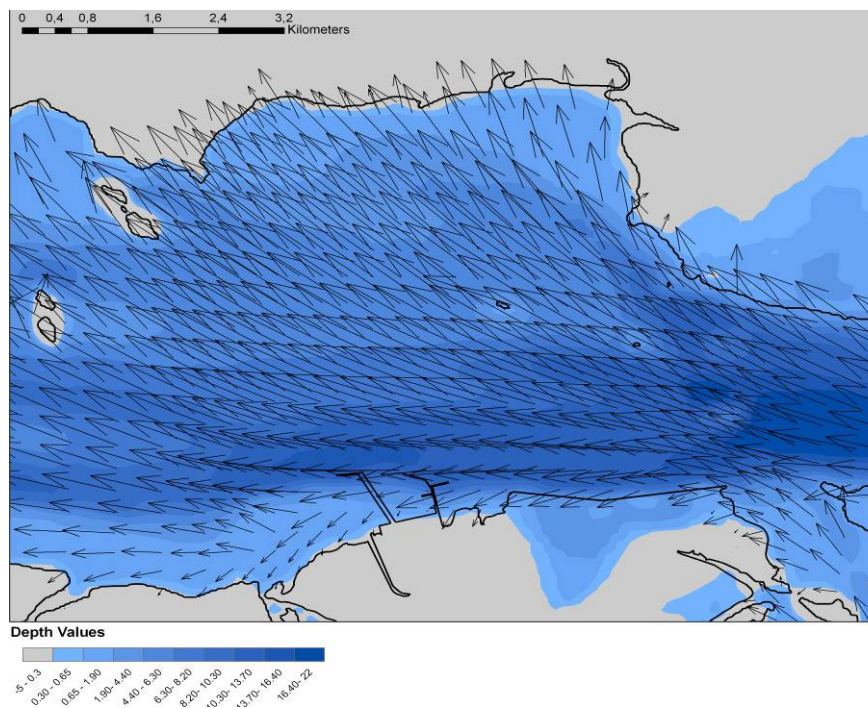 0 0,4 0,8 1,6 2,4 3,2
Kilometers
Depth Values
-5 - 0.3
0.30 - 0.65
0.65 - 1.90
1.90- 4.40
4.40 - 6.30
6.30- 8.20
8.20 - 10.30
10.30- 13.70
13.70- 16.40
16.40- 22